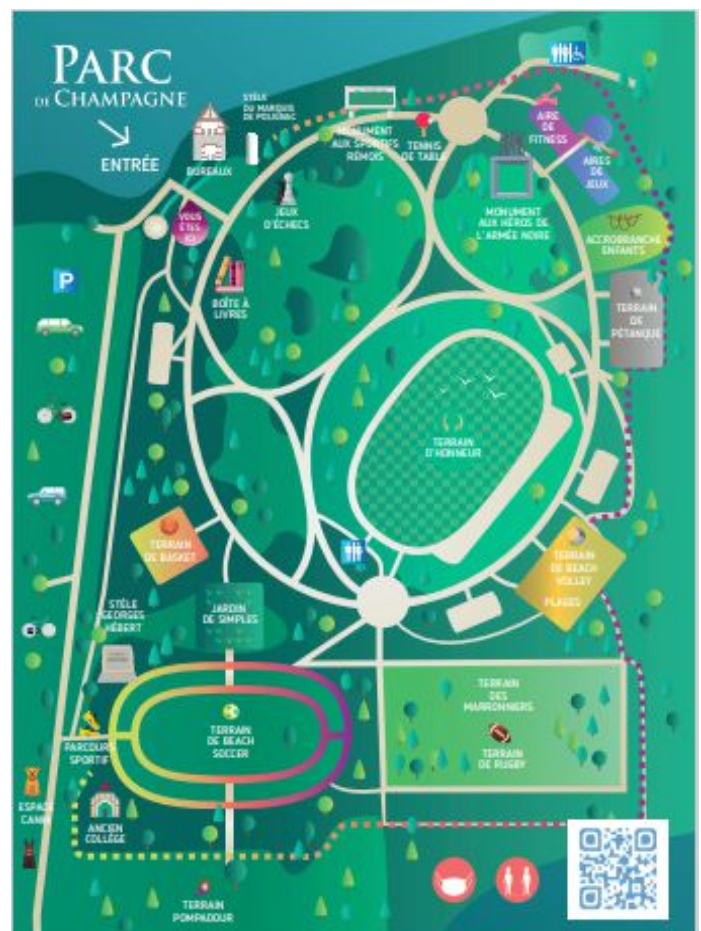 PARC
DE CHAMPAGNE
ENTRÉE
STÈLE
DU MARQUIS
DE POLIGNAC
BUREAUX
MONUMENT
AUX SPORTIFS
RÉMOIS
TENNIS
DE TABLE
AIRE
DE
FITNESS
AIRES
DE
JEUX
VOUS
ÊTES
ICI
JEUX
D'ÉCHECS
MONUMENT
AUX HÉROS DE
L'ARMÉE NOIRE
ACCROBRANCHE
ENFANTS
P
BOÎTE À
LIVRES
TERRAIN
DE
PÉTANQUE
TERRAIN
D'HONNEUR
TERRAIN
DE BASKET
TERRAIN
DE BEACH
VOLLEY
PLAGES
STÈLE
GEORGES
HÉBERT
JARDIN
DE SIMPLES
TERRAIN
DES
MARRONNIERS
TERRAIN
DE BEACH
SOCCER
TERRAIN
DE RUGBY
PARCOURS
SPORTIF
ESPACE
CANIN
ANCIEN
COLLÈGE
TERRAIN
POMPADOUR